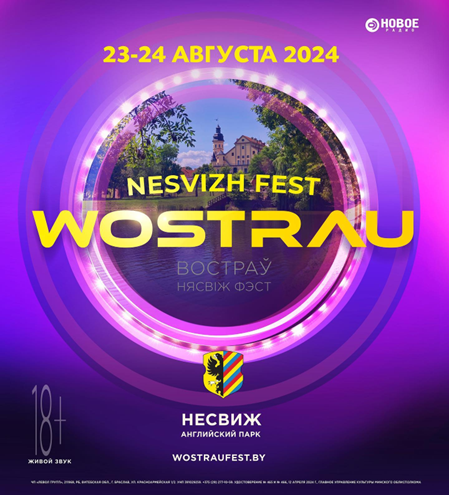 НОВОЕ
РАДИО
23-24 АВГУСТА 2024
NESVIZH FEST
WOSTRAU
ВОСТРАЎ
НЯСВІЖ ФЭСТ
18+
ЖИВОЙ ЗВУК
НЕСВИЖ
АНГЛИЙСКИЙ ПАРК
WOSTRAUFEST.BY